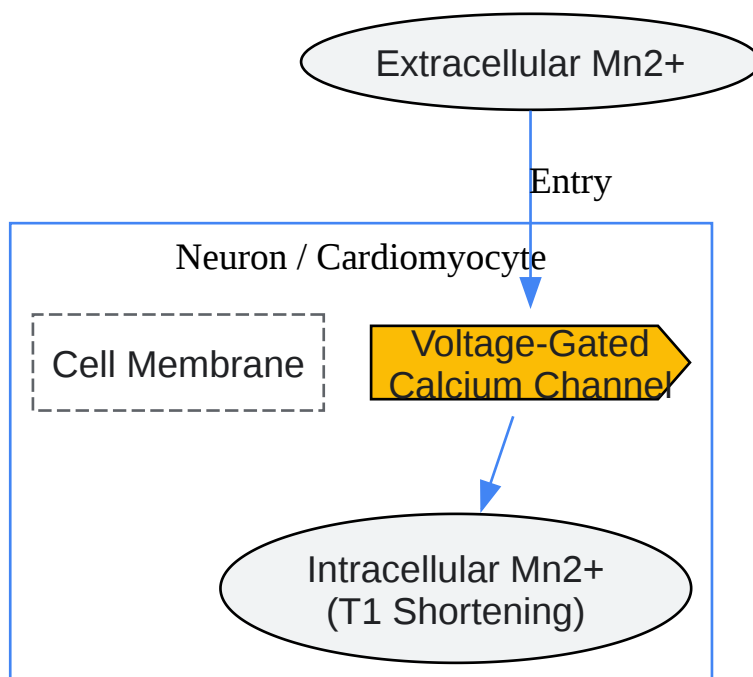 Extracellular Mn2+
Entry
Neuron / Cardiomyocyte
Cell Membrane
Voltage-Gated
Calcium Channel
Intracellular Mn2+
(T1 Shortening)